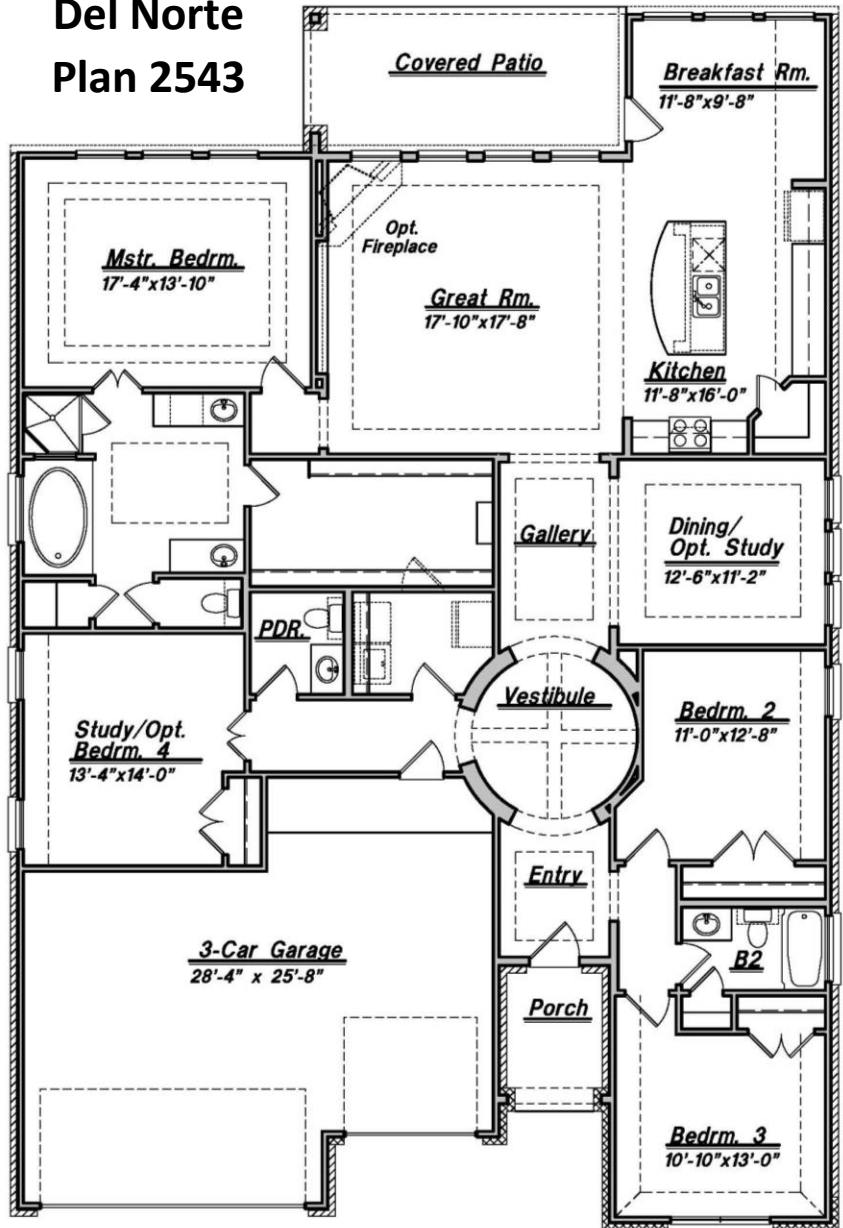 Del Norte
Plan 2543
Covered Patio
Breakfast Rm.
11'-8"x9'-8"
Opt.
Fireplace
Mstr. Bedrm.
17'-4"x13'-10"
Great Rm.
17'-10"x17'-8"
Kitchen
11'-8"x16'-0"
Gallery
Dining/
Opt. Study
12'-6"x11'-2"
PDR.
Vestibule
Bedrm. 2
11'-0"x12'-8"
Study/Opt.
Bedrm. 4
13'-4"x14'-0"
Entry
3-Car Garage
28'-4" x 25'-8"
B2
Porch
Bedrm. 3
10'-10"x13'-0"